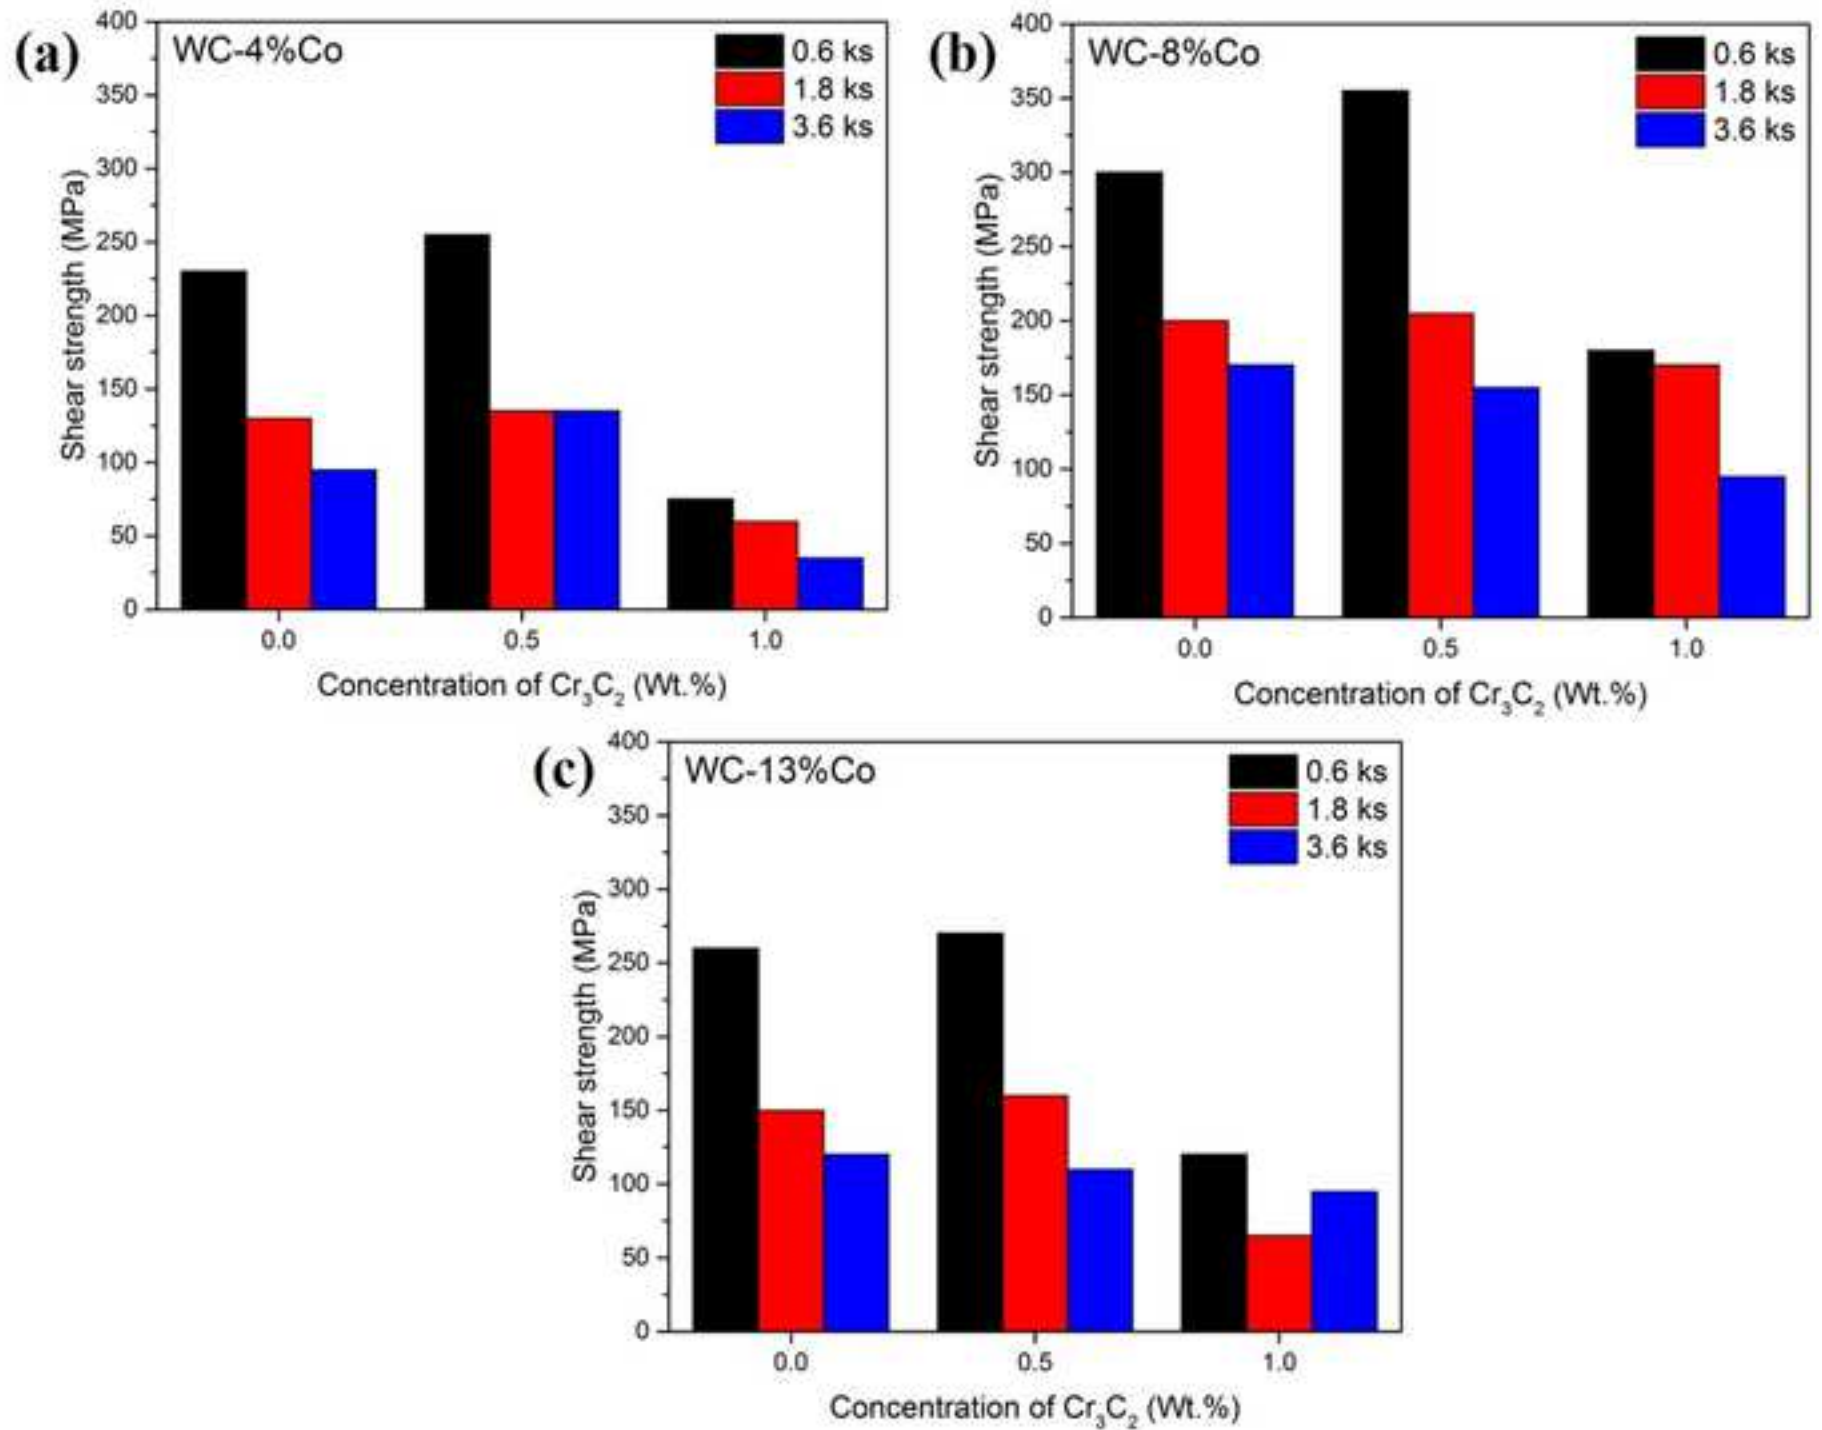 (a)
WC-4%Co
0.6 ks
1.8 ks
3.6 ks
400
350
300
250
200
150
100
50
0
Shear strength (MPa)
0.0 0.5 1.0
Concentration of Cr₃C₂ (Wt.%)
(b)
WC-8%Co
0.6 ks
1.8 ks
3.6 ks
400
350
300
250
200
150
100
50
0
Shear strength (MPa)
0.0 0.5 1.0
Concentration of Cr₃C₂ (Wt.%)
(c)
WC-13%Co
0.6 ks
1.8 ks
3.6 ks
400
350
300
250
200
150
100
50
0
Shear strength (MPa)
0.0 0.5 1.0
Concentration of Cr₃C₂ (Wt.%)